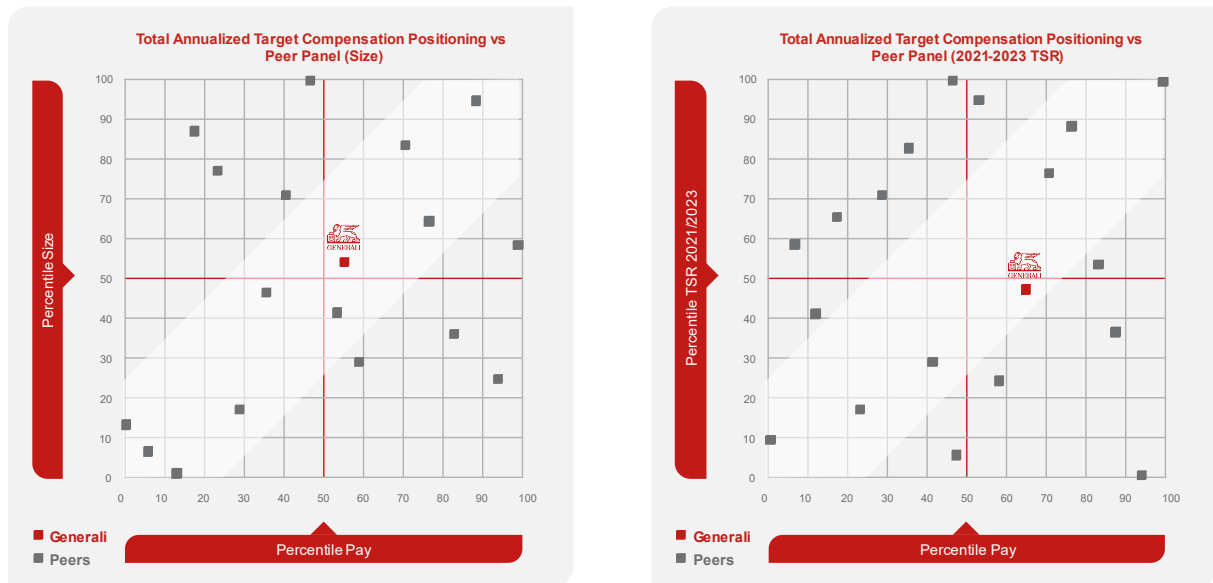 Total Annualized Target Compensation Positioning vs
Peer Panel (Size)
100
90
80
70
60
50
40
30
20
10
0
Percentile Size
GENERALI
0 10 20 30 40 50 60 70 80 90 100
Generali
Peers
Percentile Pay
Total Annualized Target Compensation Positioning vs
Peer Panel (2021-2023 TSR)
100
90
80
70
60
50
40
30
20
10
0
Percentile TSR 2021/2023
GENERALI
0 10 20 30 40 50 60 70 80 90 100
Generali
Peers
Percentile Pay